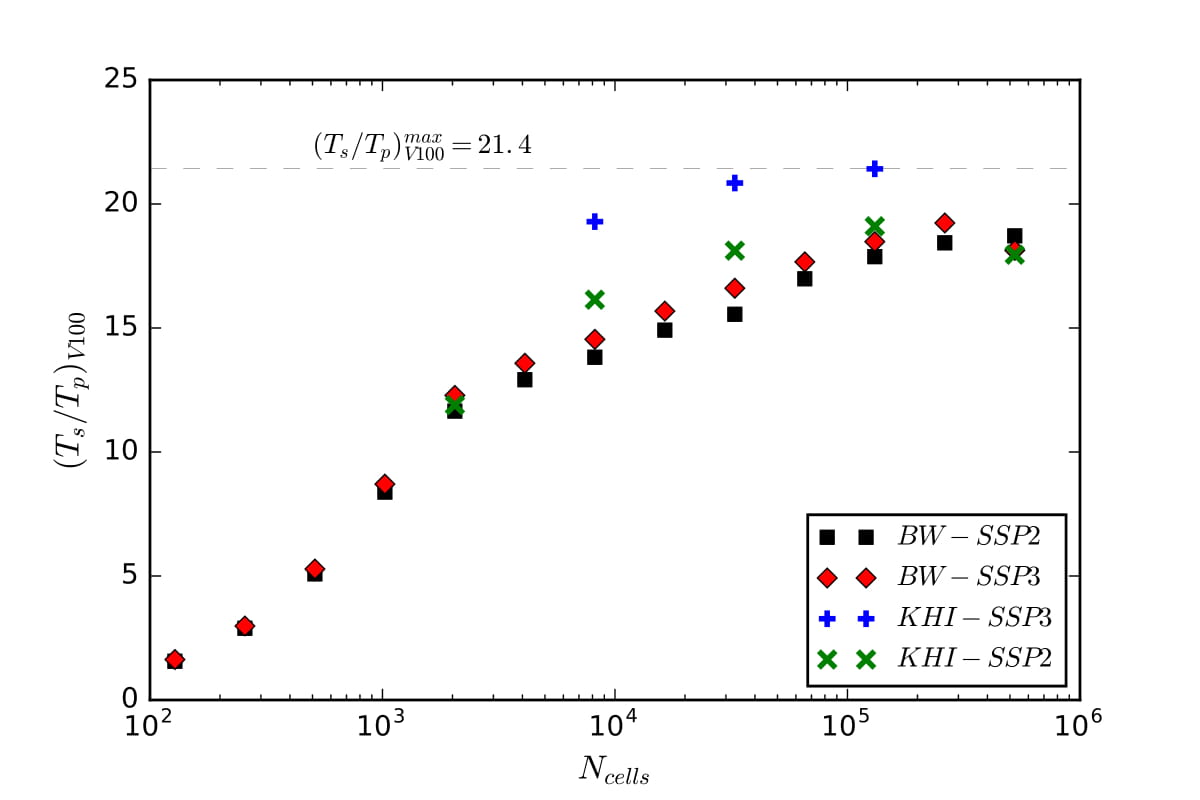 25
(T_s/T_p)^{max}_{V100} = 21.4
20
15
(T_s/T_p)_{V100}
10
5
0
BW − SSP2
BW − SSP3
KHI − SSP3
KHI − SSP2
10^2 10^3 10^4 10^5 10^6
N_{cells}